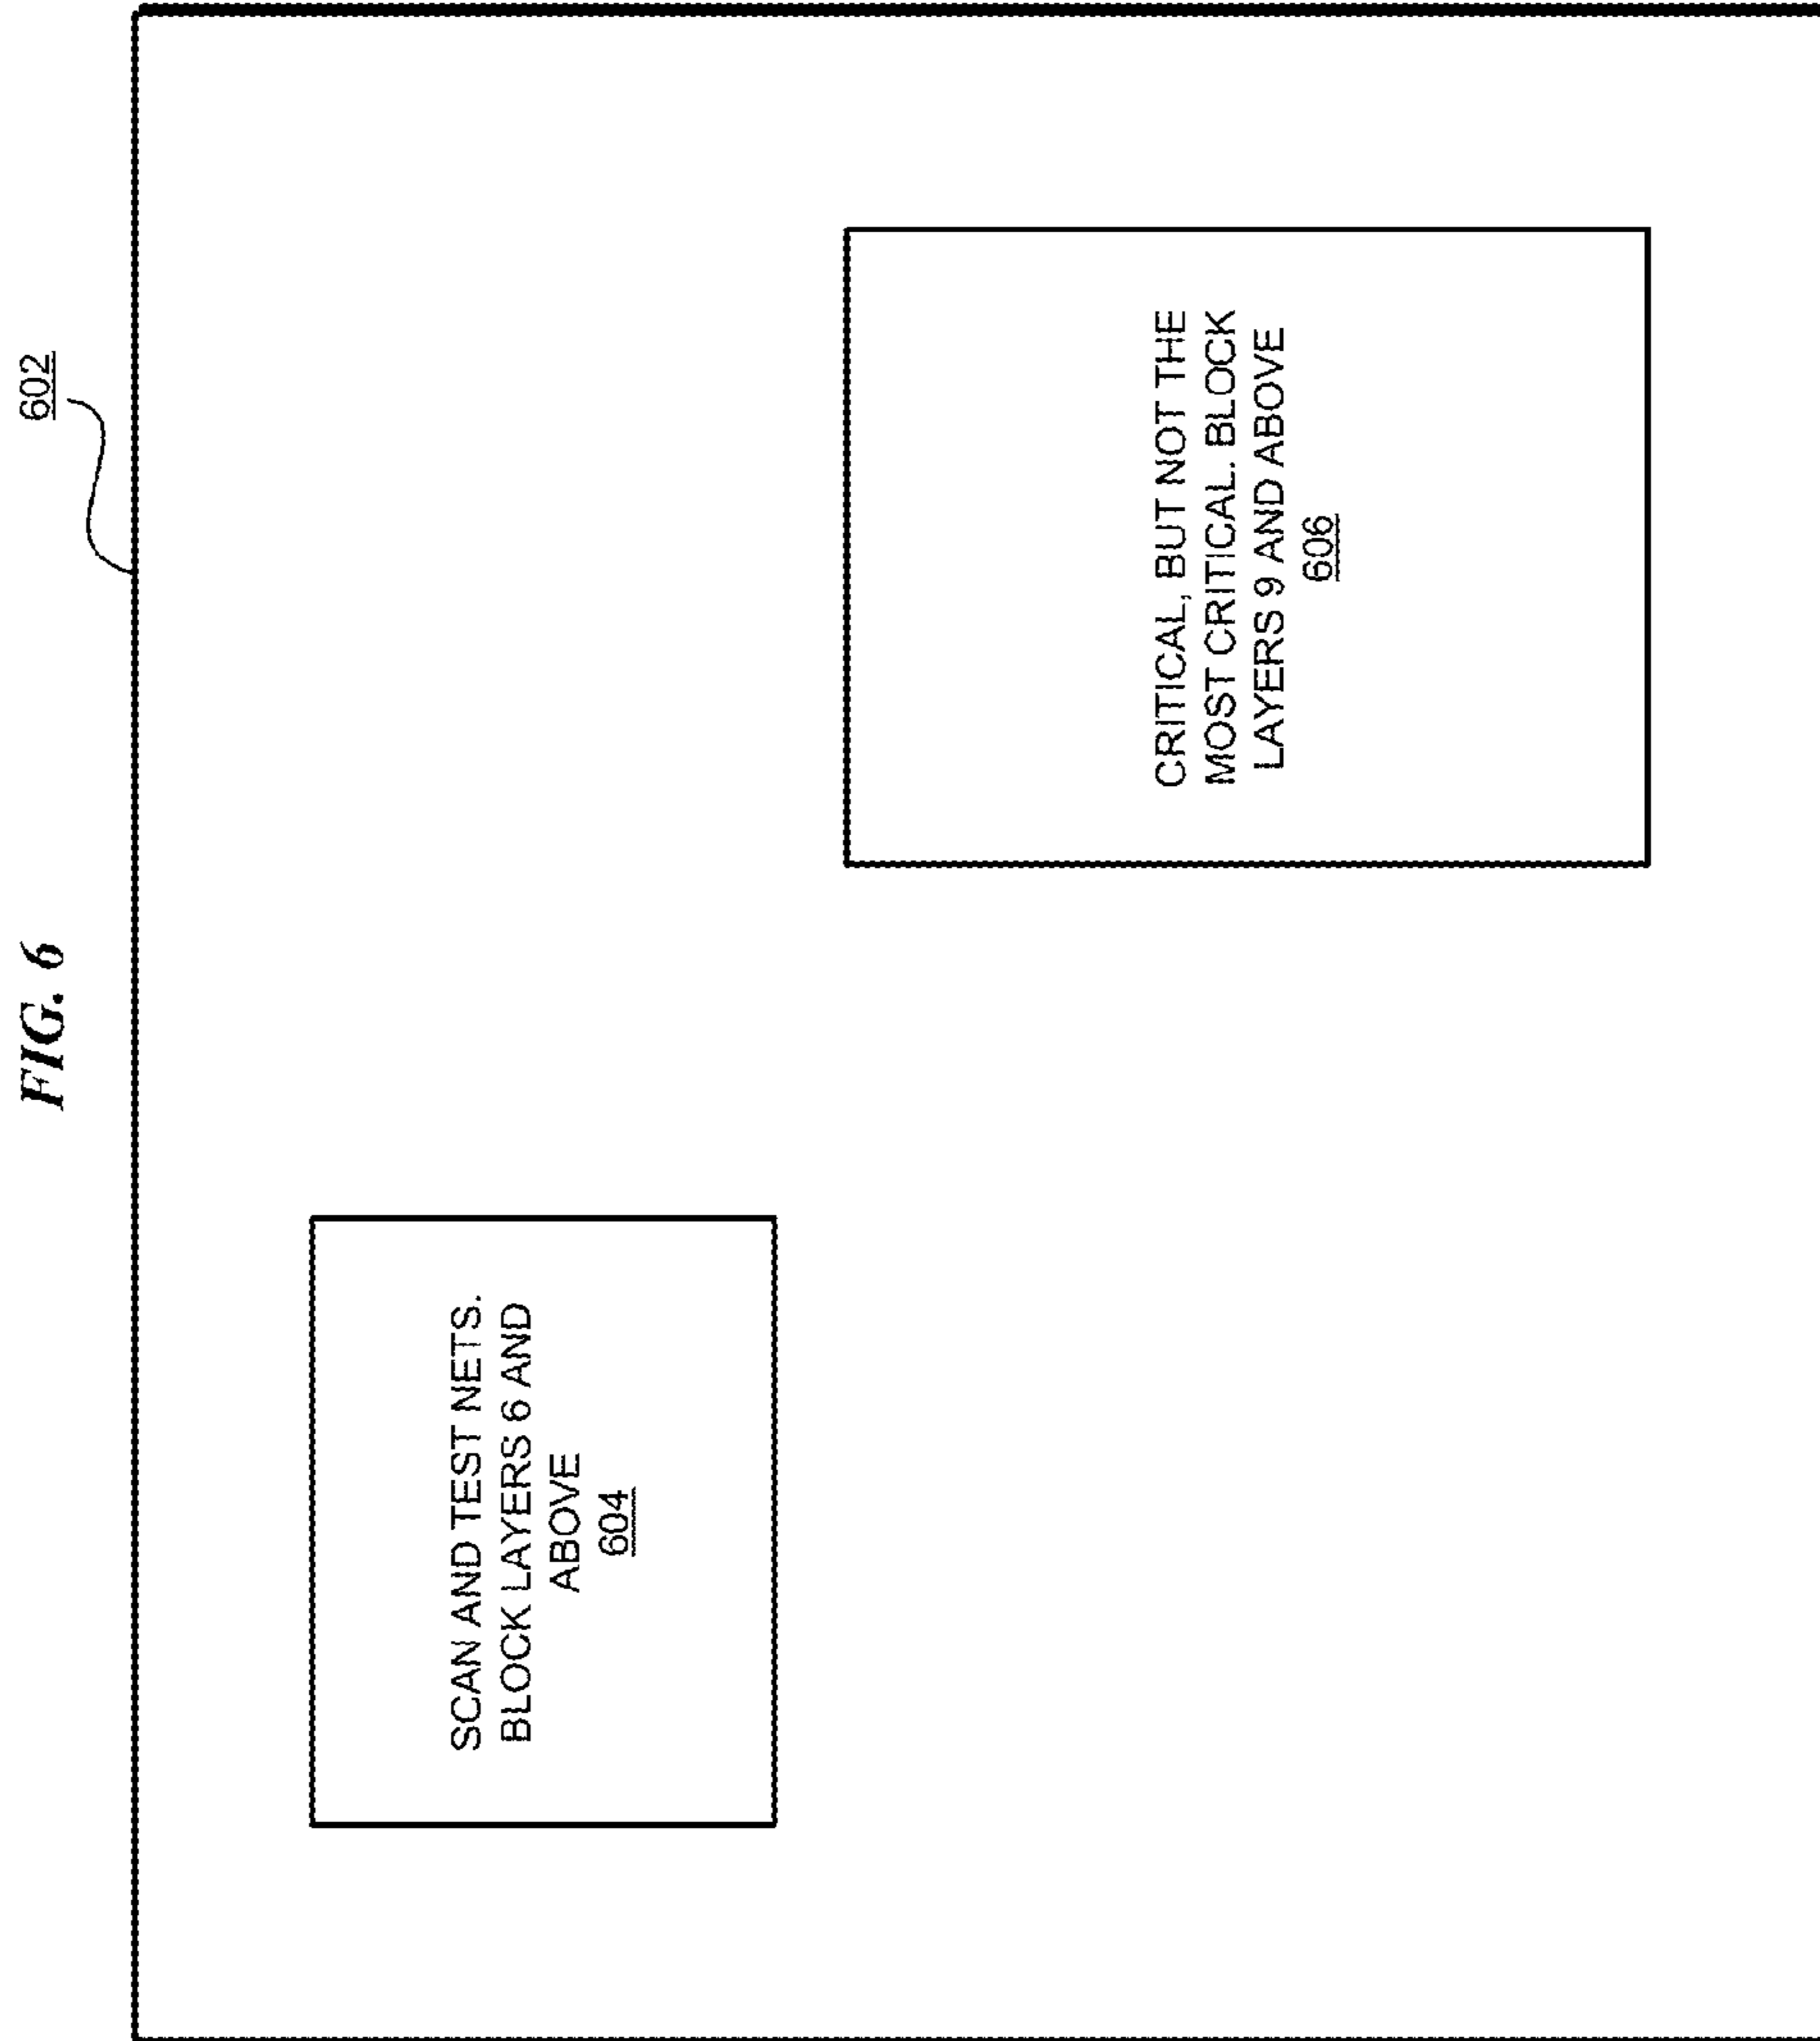 FIG. 6
602
SCAN AND TEST NETS.
BLOCK LAYERS 6 AND
ABOVE
604
CRITICAL, BUT NOT THE
MOST CRITICAL. BLOCK
LAYERS 9 AND ABOVE
606